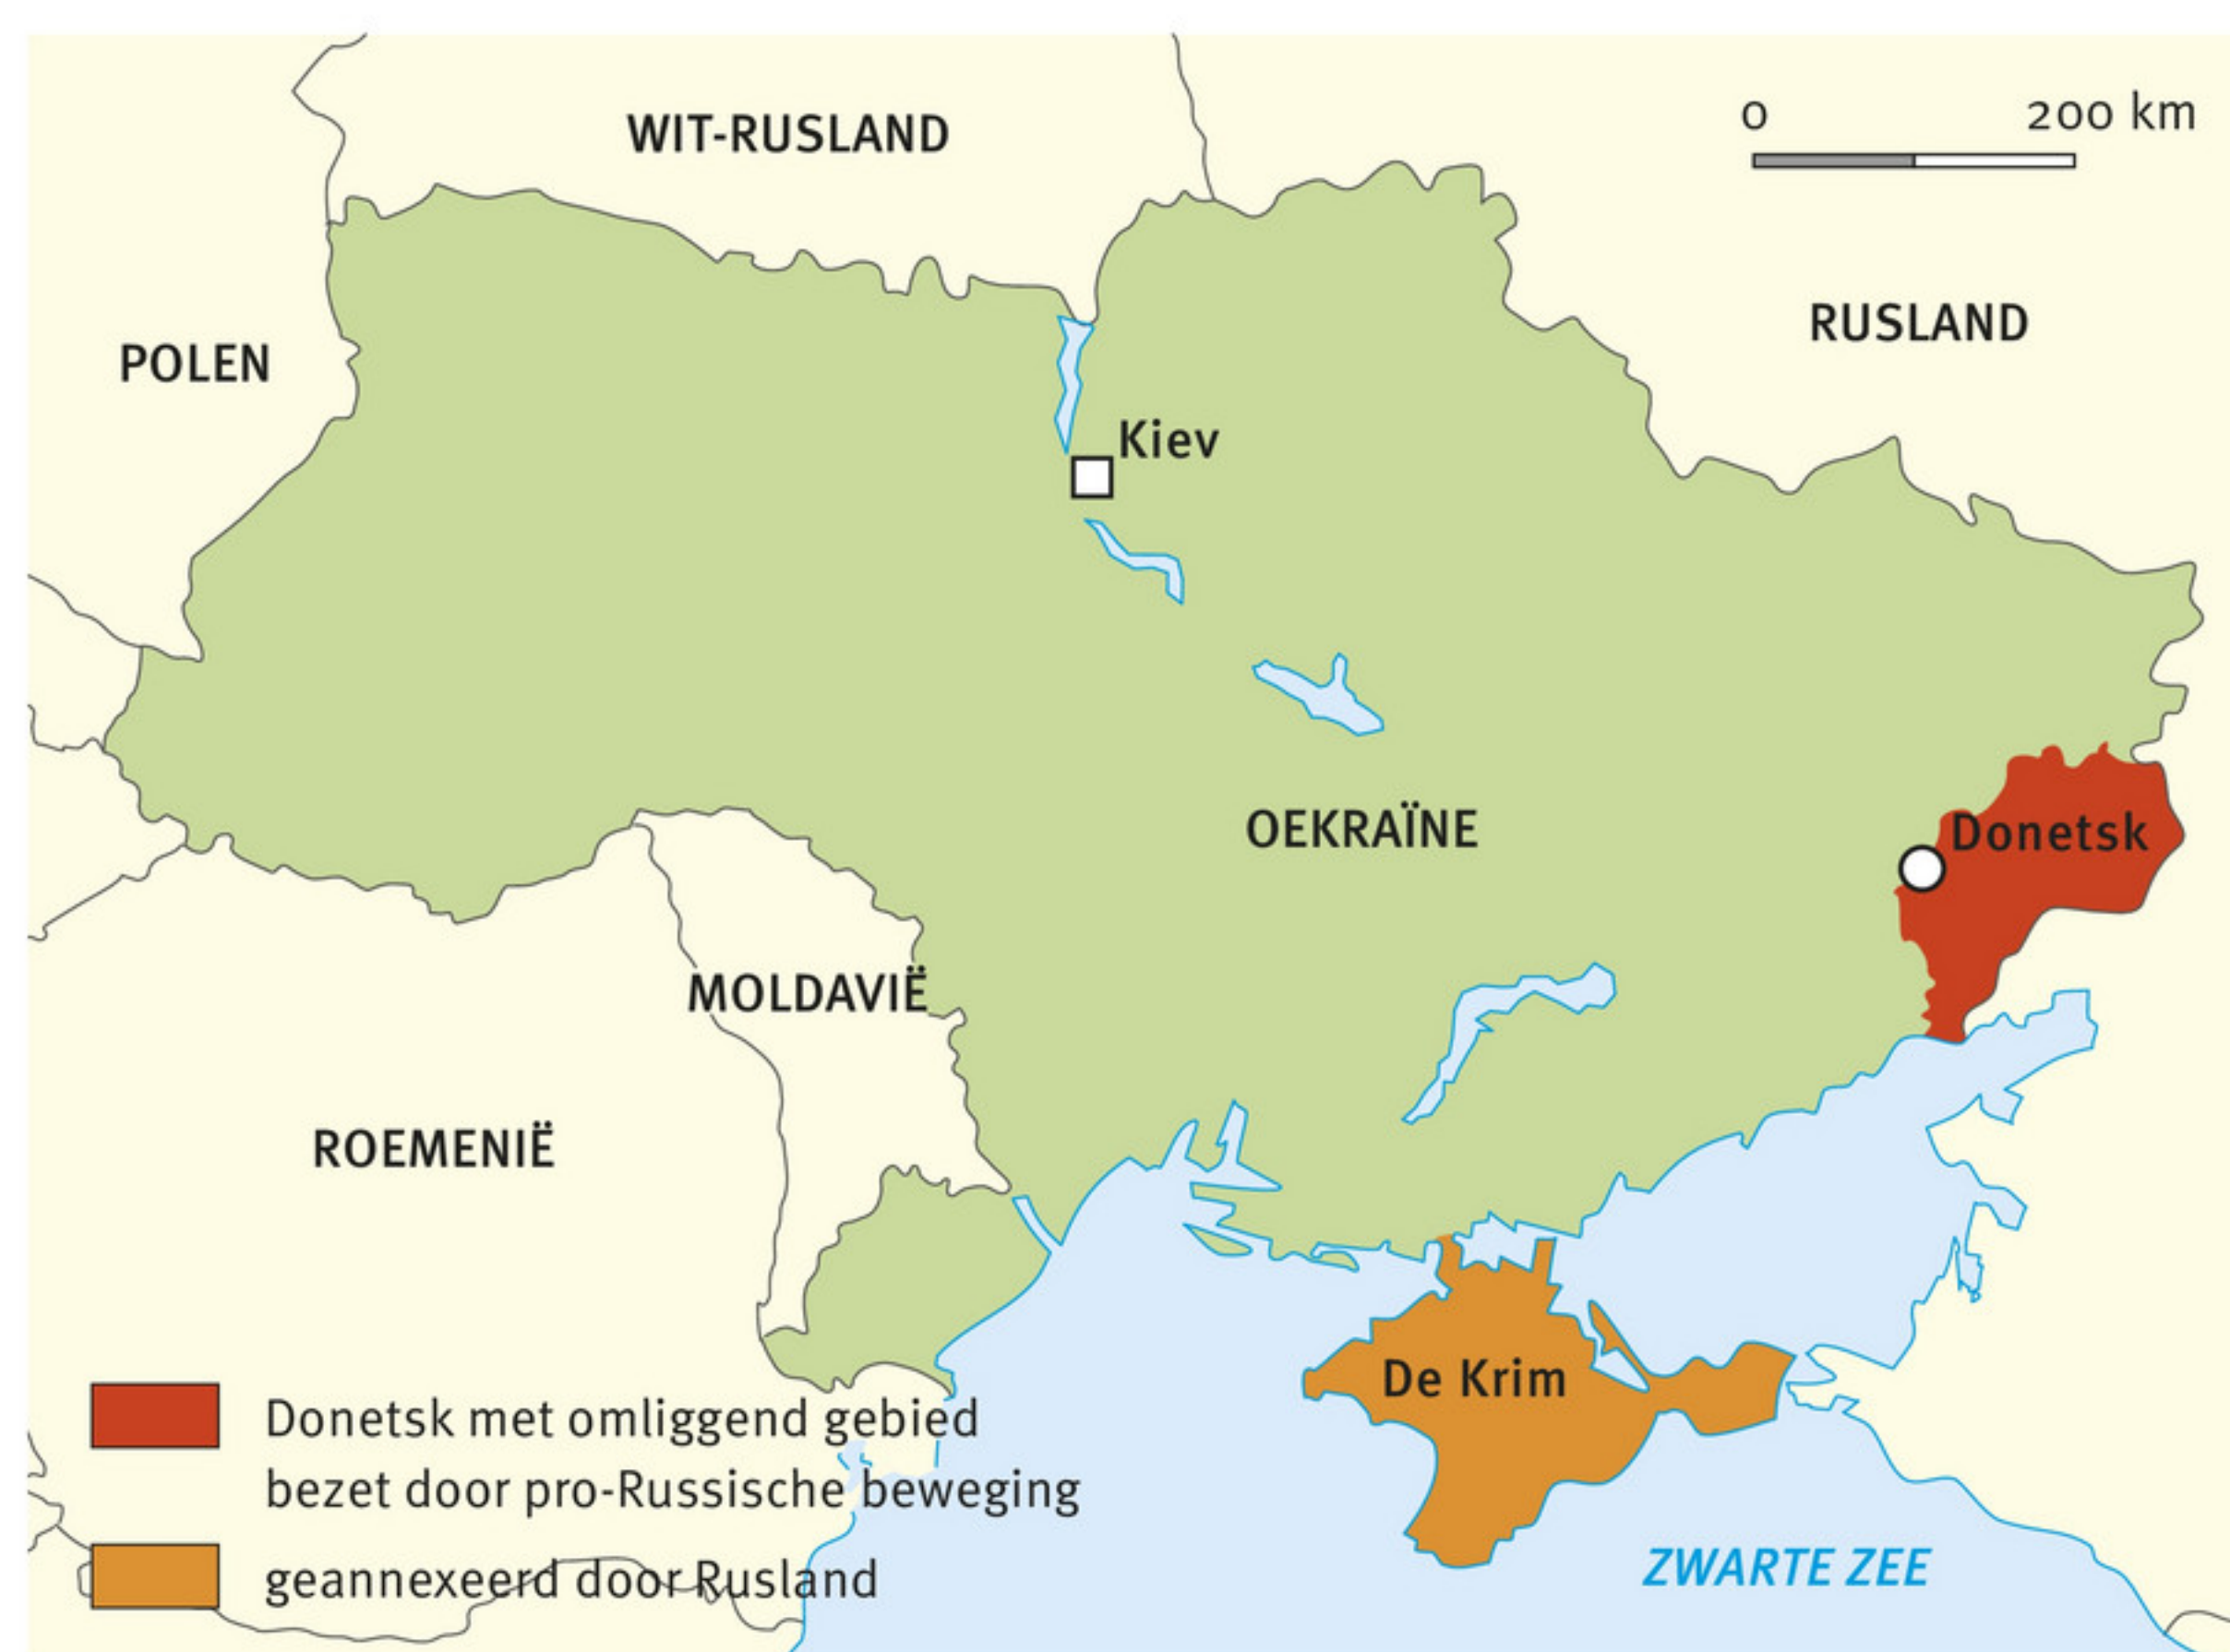 WIT-RUSLAND
0 200 km
RUSLAND
POLEN
Kiev
OEKRAÏNE
Donetsk
MOLDAVIË
ROEMENIË
De Krim
Donetsk met omliggend gebied
bezet door pro-Russische beweging
geannexeerd door Rusland
ZWARTE ZEE